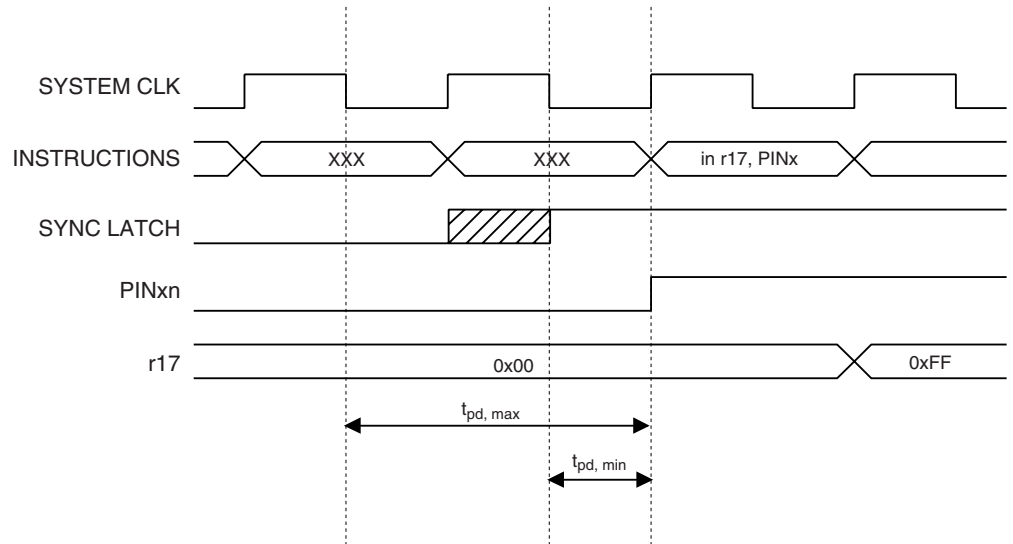 SYSTEM CLK
INSTRUCTIONS XXX XXX in r17, PINx
SYNC LATCH
PINxn
r17 0x00 0xFF
tpd, max
tpd, min